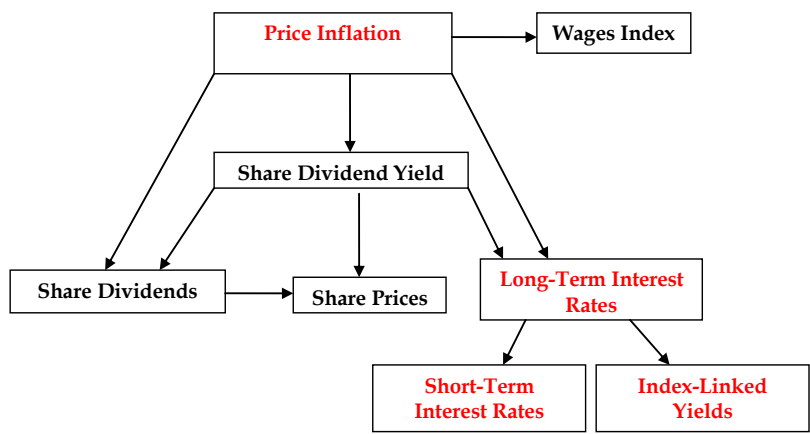 Price Inflation
Wages Index
Share Dividend Yield
Share Dividends
Share Prices
Long-Term Interest
Rates
Short-Term
Interest Rates
Index-Linked
Yields